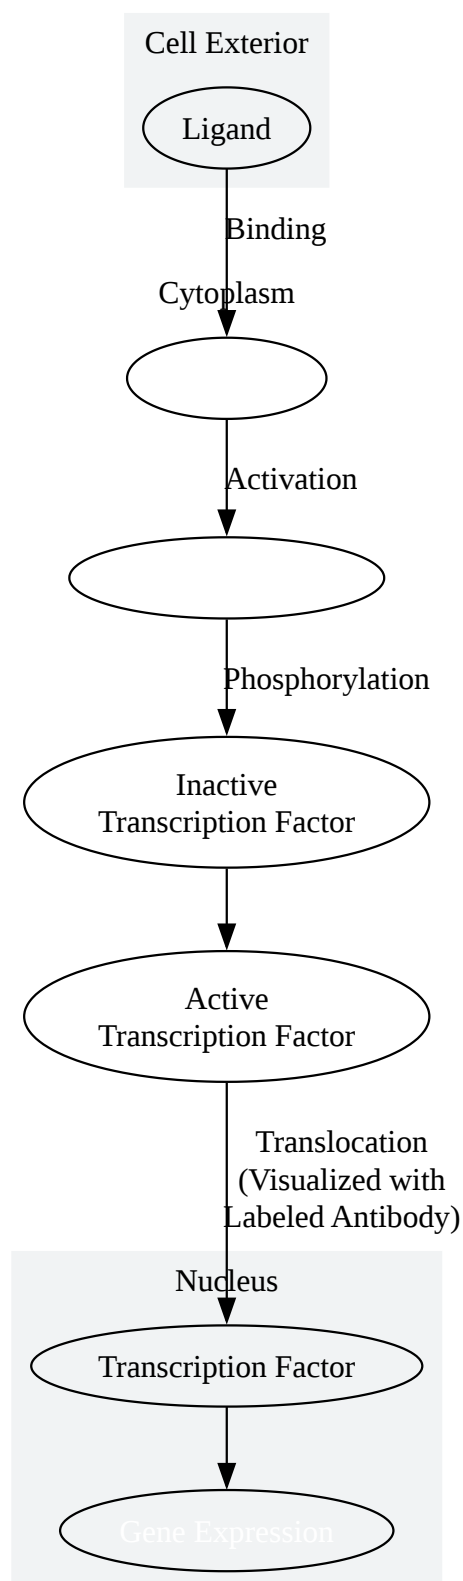 Cell Exterior
Ligand
Binding
Cytoplasm
Activation
Phosphorylation
Inactive
Transcription Factor
Active
Transcription Factor
Translocation
(Visualized with
Labeled Antibody)
Nucleus
Transcription Factor
Gene Expression